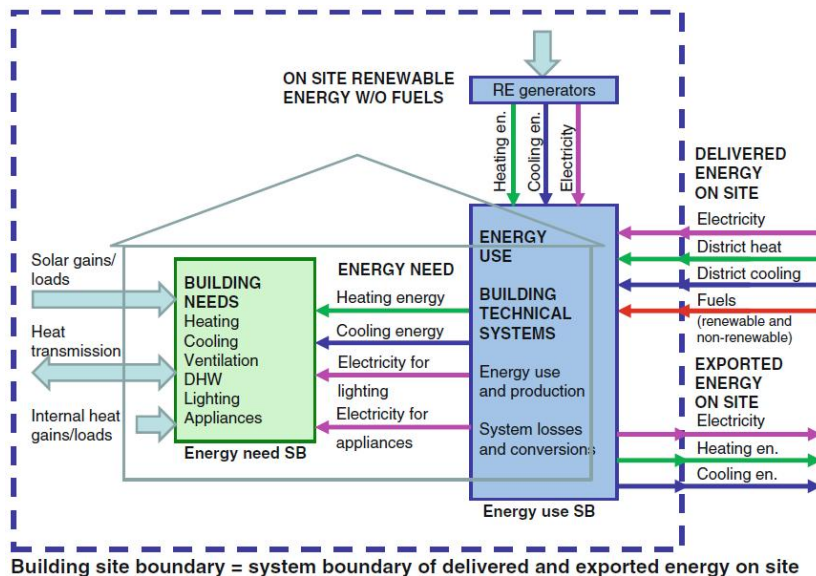 ON SITE RENEWABLE
ENERGY W/O FUELS
RE generators
Heating en.
Cooling en.
Electricity
DELIVERED
ENERGY
ON SITE
Electricity
District heat
District cooling
Fuels
(renewable and
non-renewable)
EXPORTED
ENERGY
ON SITE
Electricity
Heating en.
Cooling en.
Solar gains/
loads
Heat
transmission
Internal heat
gains/loads
BUILDING
NEEDS
Heating
Cooling
Ventilation
DHW
Lighting
Appliances
Energy need SB
ENERGY NEED
Heating energy
Cooling energy
Electricity for
lighting
Electricity for
appliances
ENERGY
USE
BUILDING
TECHNICAL
SYSTEMS
Energy use
and production
System losses
and conversions
Energy use SB
Building site boundary = system boundary of delivered and exported energy on site